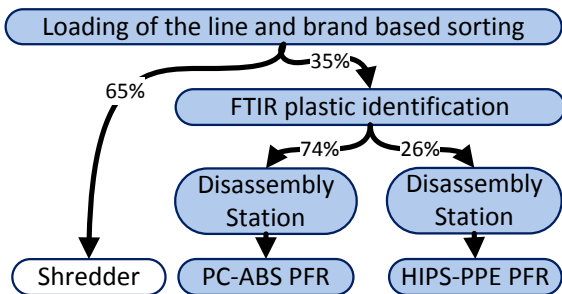 Loading of the line and brand based sorting
65%
35%
FTIR plastic identification
74%
26%
Disassembly
Station
Disassembly
Station
Shredder
PC-ABS PFR
HIPS-PPE PFR